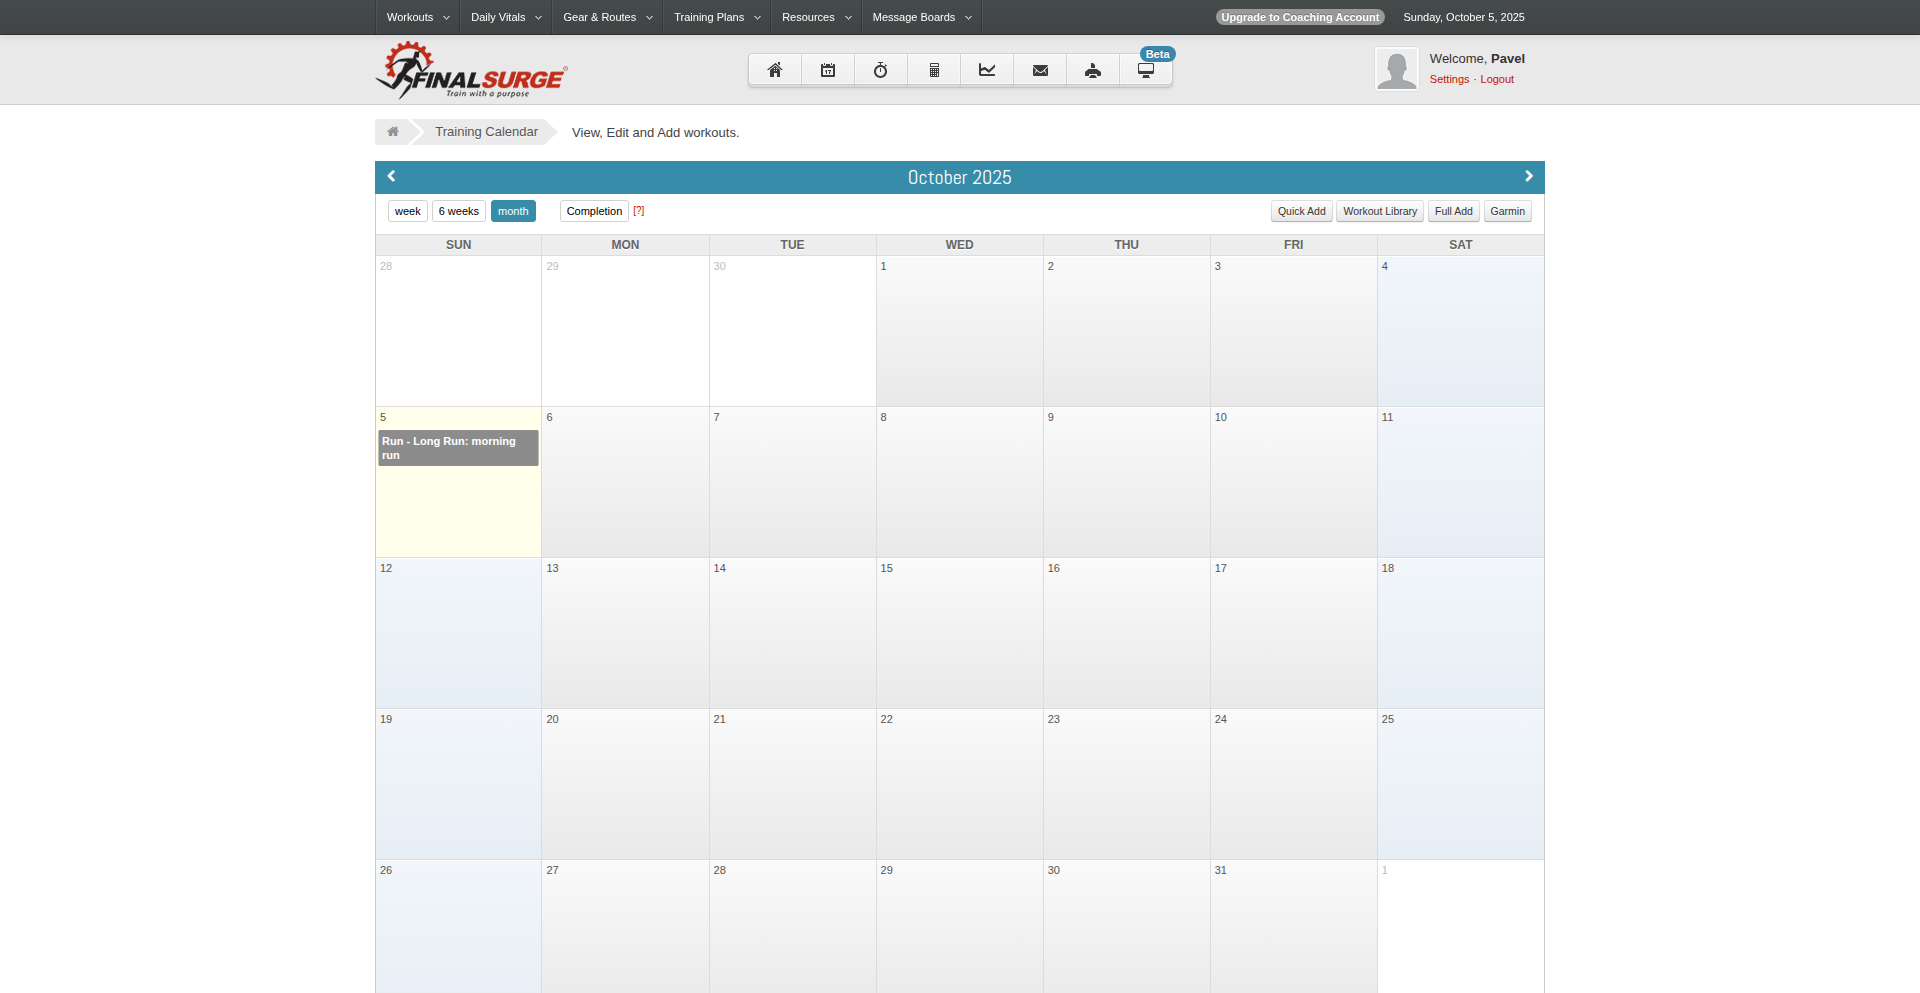 Workouts Daily Vitals Gear & Routes Training Plans Resources Message Boards Upgrade to Coaching Account Sunday, October 5, 2025
FINALSURGE®
Train with a purpose
17
Beta
Welcome, Pavel
Settings · Logout
Training Calendar View, Edit and Add workouts.
October 2025
week 6 weeks month Completion [?] Quick Add Workout Library Full Add Garmin
SUN MON TUE WED THU FRI SAT
28 29 30 1 2 3 4
5 6 7 8 9 10 11
Run - Long Run: morning
run
12 13 14 15 16 17 18
19 20 21 22 23 24 25
26 27 28 29 30 31 1